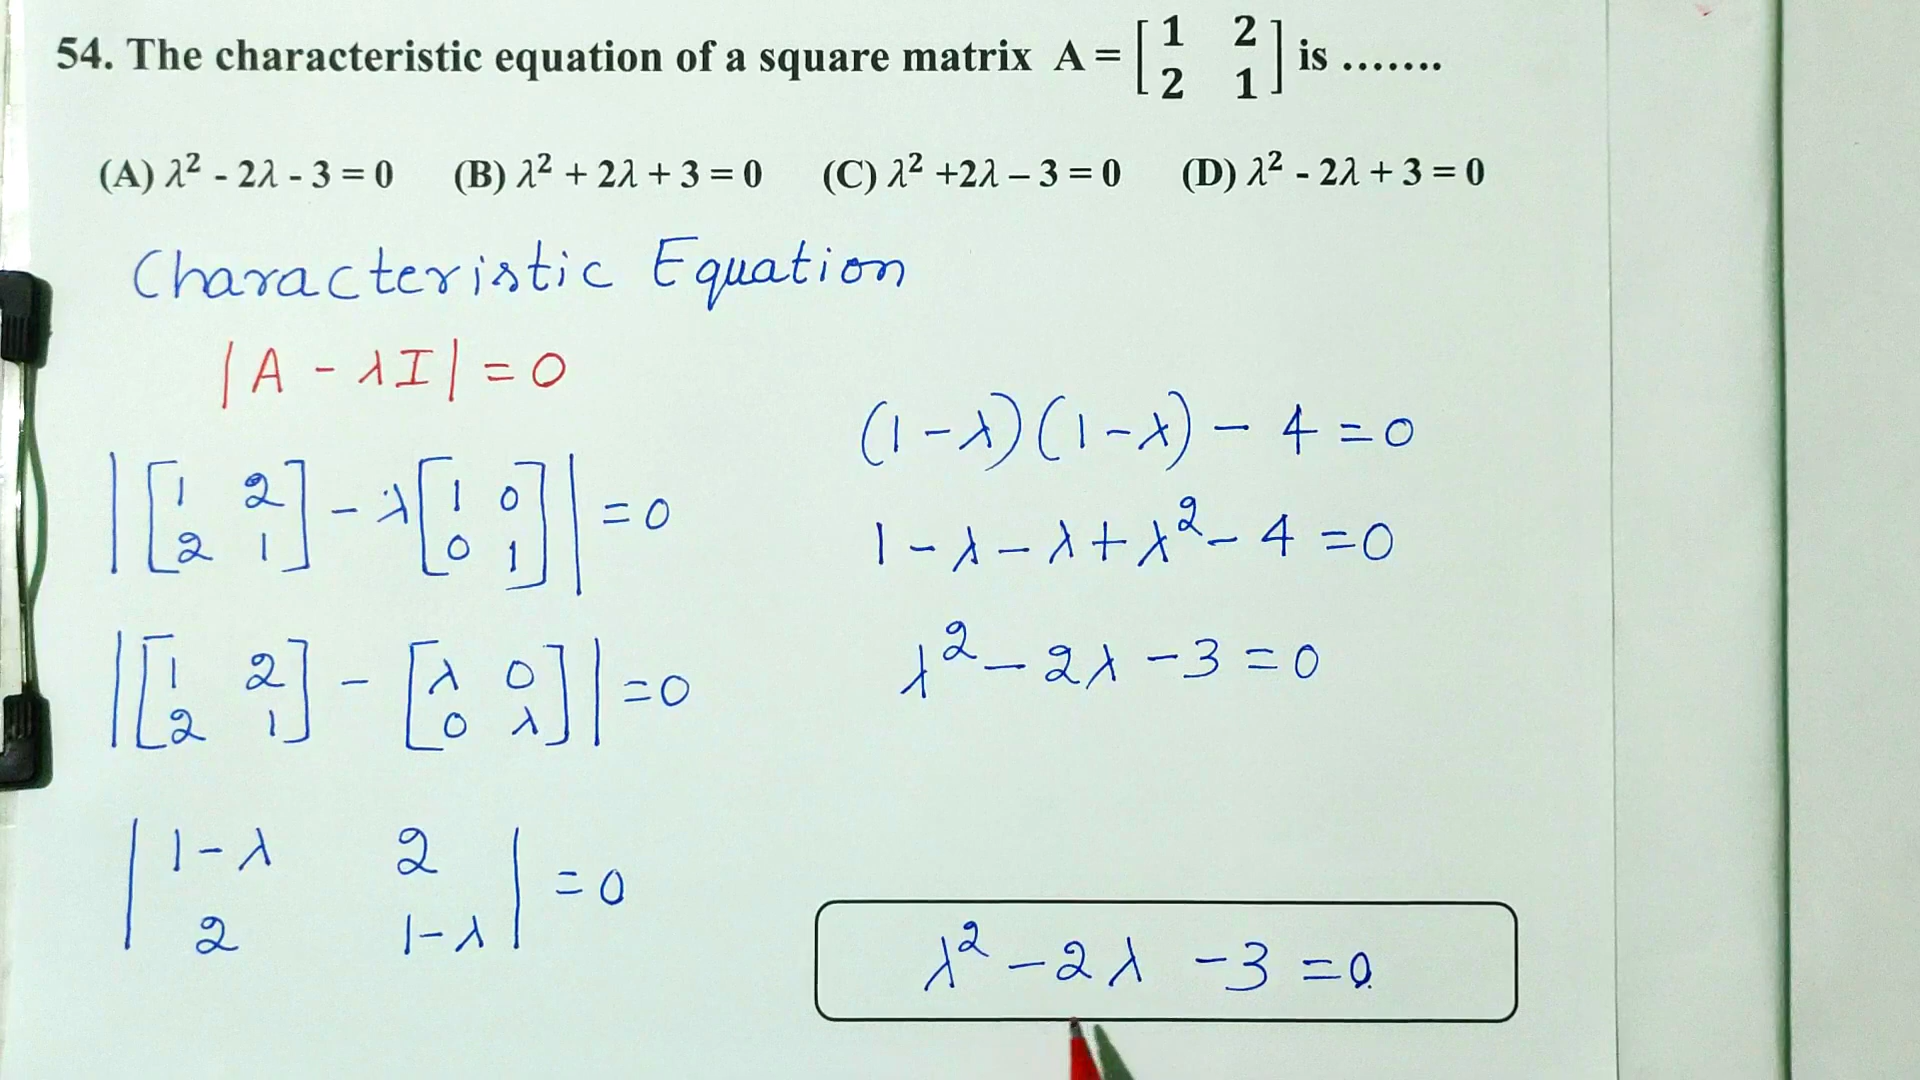 54. The characteristic equation of a square matrix A = [1 2; 2 1] is .......
(A) λ² - 2λ - 3 = 0 (B) λ² + 2λ + 3 = 0 (C) λ² +2λ – 3 = 0 (D) λ² - 2λ + 3 = 0
Characteristic Equation
|A - λI| = 0
|[1 2; 2 1] - λ[1 0; 0 1]| = 0
|[1 2; 2 1] - [λ 0; 0 λ]| = 0
|1-λ 2; 2 1-λ| = 0
(1-λ)(1-λ) - 4 = 0
1 - λ - λ + λ² - 4 = 0
λ² - 2λ - 3 = 0
λ² - 2λ - 3 = 0